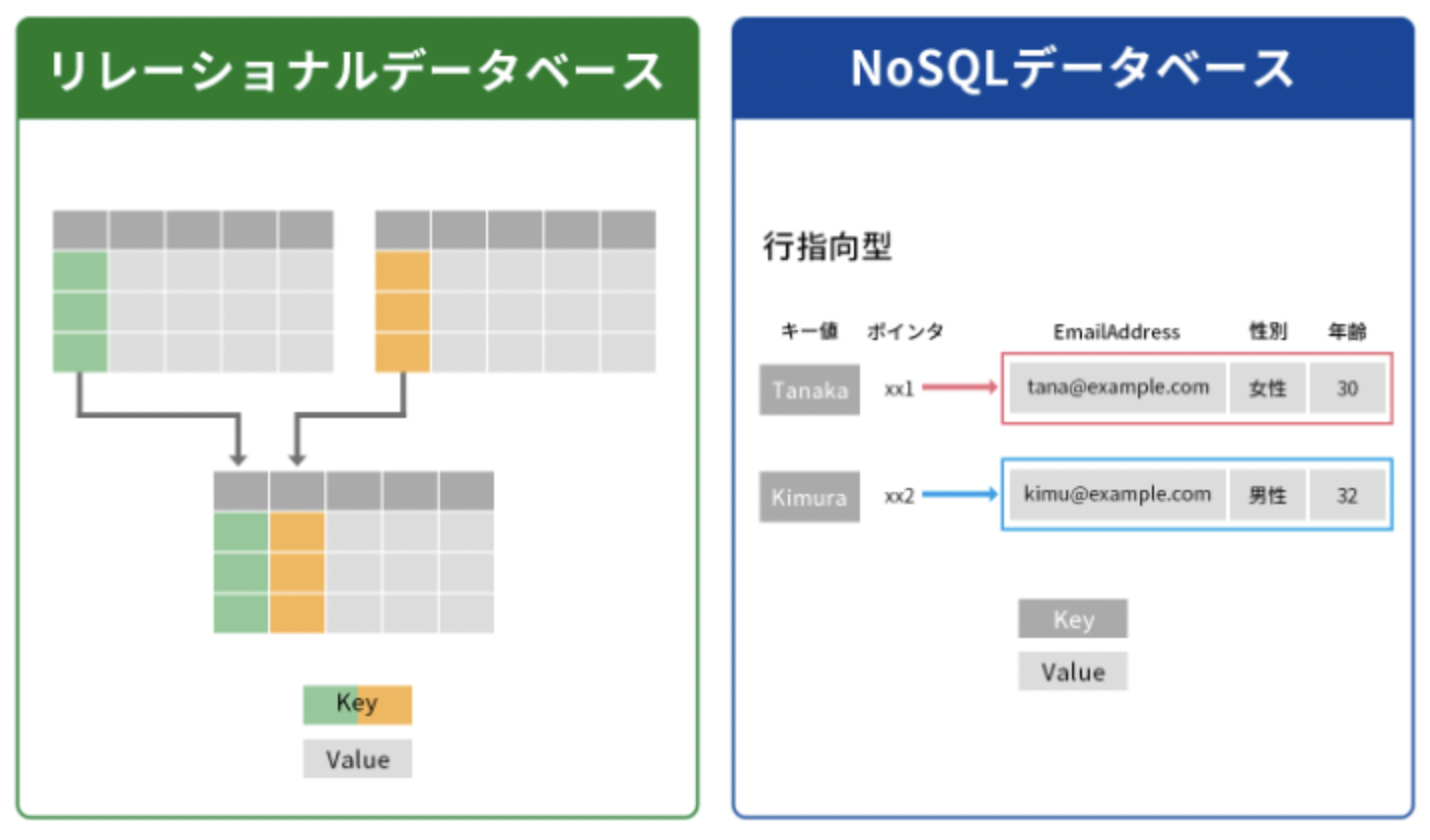 リレーショナルデータベース
Key
Value
NoSQLデータベース
行指向型
キー値 ポインタ EmailAddress 性別 年齢
Tanaka xx1 tana@example.com 女性 30
Kimura xx2 kimu@example.com 男性 32
Key
Value